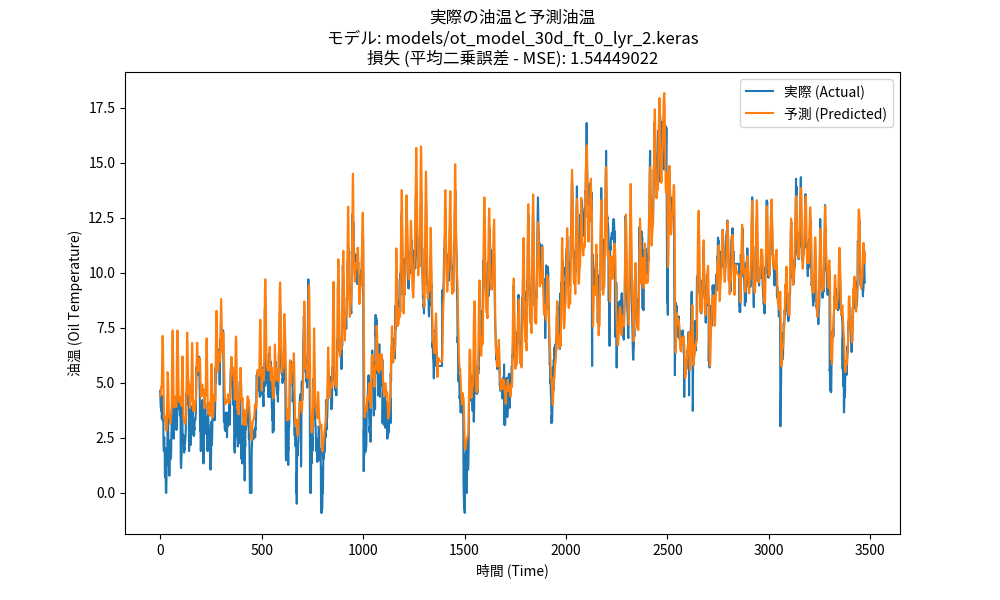 実際の油温と予測油温
モデル: models/ot_model_30d_ft_0_lyr_2.keras
損失 (平均二乗誤差 - MSE): 1.54449022
実際 (Actual)
予測 (Predicted)
油温 (Oil Temperature)
17.5
15.0
12.5
10.0
7.5
5.0
2.5
0.0
0
500
1000
1500
2000
2500
3000
3500
時間 (Time)